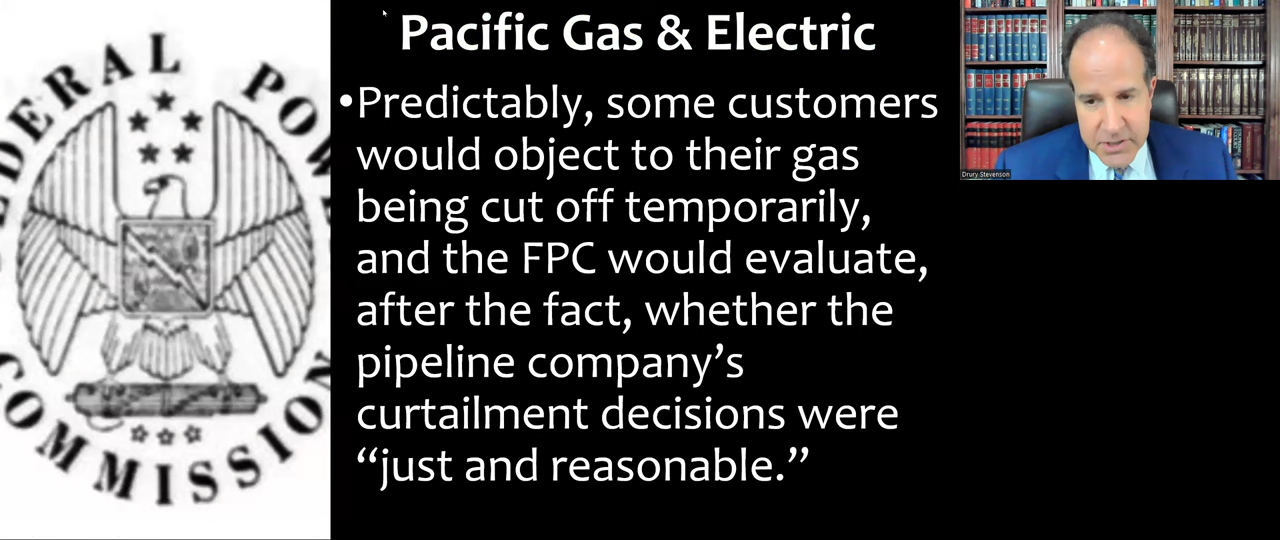 Pacific Gas & Electric
•Predictably, some customers
would object to their gas
being cut off temporarily,
and the FPC would evaluate,
after the fact, whether the
pipeline company’s
curtailment decisions were
“just and reasonable.”
FEDERAL POWER
COMMISSION
Drury Stevenson